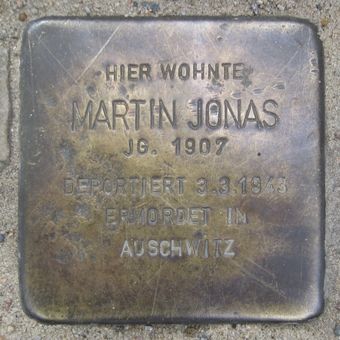 HIER WOHNTE
MARTIN JONAS
JG. 1907
DEPORTIERT 3.3.1943
ERMORDET IN
AUSCHWITZ